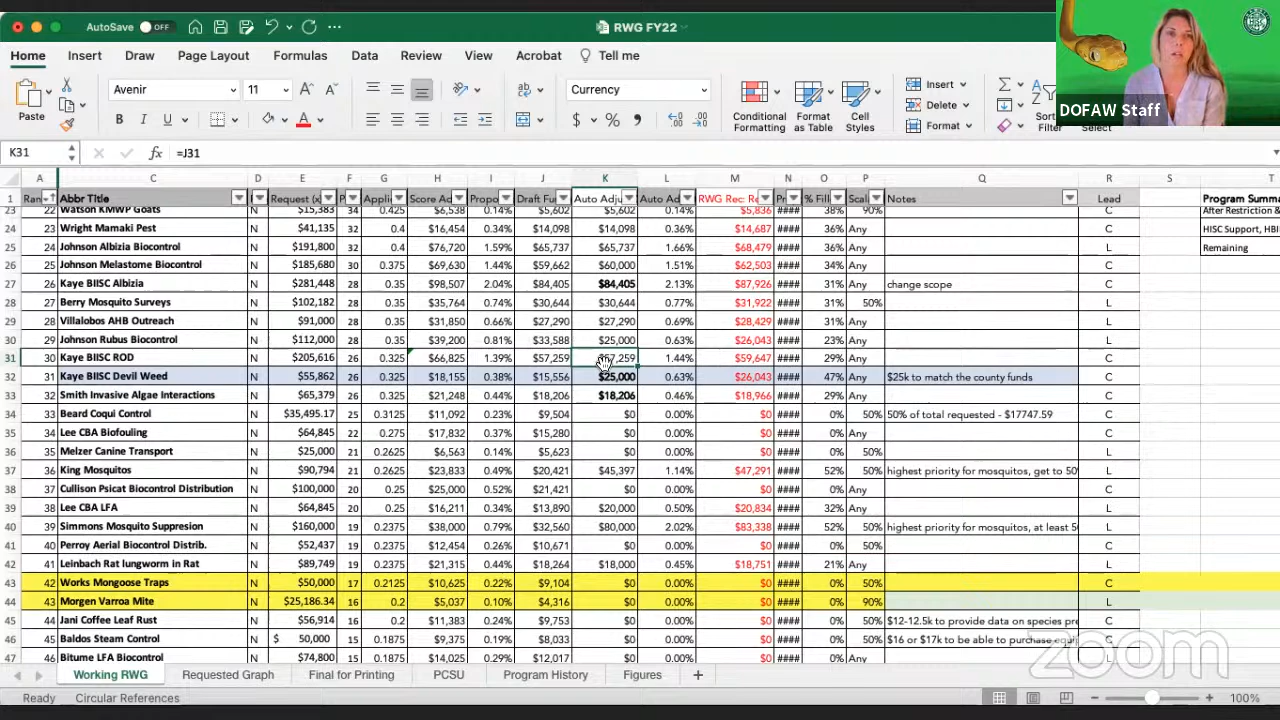 AutoSave OFF RWG FY22
Home Insert Draw Page Layout Formulas Data Review View Acrobat Tell me
Paste Avenir 11 Currency Conditional Formatting Format as Table Cell Styles Insert Delete Format Select
DOFAW Staff
K31 fx =J31
A C D E F G H I J K L M N O P Q R S T
1 Abbr Title Request Appli Score Ad Propo Draft Fun Auto Adju Auto Ad RWG Rec: Re % Fill Scal Notes Lead Program Summa
23 22 Watson KMWP Goats N $15,383 34 0.425 $6,538 0.14% $5,602 $5,602 0.14% $5,836 #### 38% 90% C After Restriction &
24 23 Wright Mamaki Pest N $41,135 32 0.4 $16,454 0.34% $14,098 $14,098 0.36% $14,687 #### 36% Any C HISC Support, HBI
25 24 Johnson Albizia Biocontrol N $191,800 32 0.4 $76,720 1.59% $65,737 $65,737 1.66% $68,479 #### 36% Any L Remaining
26 25 Johnson Melastome Biocontrol N $185,680 30 0.375 $69,630 1.44% $59,662 $60,000 1.51% $62,503 #### 34% Any C
27 26 Kaye BIISC Albizia N $281,448 28 0.35 $98,507 2.04% $84,405 $84,405 2.13% $87,926 #### 31% Any change scope C
28 27 Berry Mosquito Surveys N $102,182 28 0.35 $35,764 0.74% $30,644 $30,644 0.77% $31,922 #### 31% 50% L
29 28 Villalobos AHB Outreach N $91,000 28 0.35 $31,850 0.66% $27,290 $27,290 0.69% $28,429 #### 31% Any L
30 29 Johnson Rubus Biocontrol N $112,000 28 0.35 $39,200 0.81% $33,588 $25,000 0.63% $26,043 #### 23% Any L
31 30 Kaye BIISC ROD N $205,616 26 0.325 $66,825 1.39% $57,259 $57,259 1.44% $59,647 #### 29% Any C
32 31 Kaye BIISC Devil Weed N $55,862 26 0.325 $18,155 0.38% $15,556 $25,000 0.63% $26,043 #### 47% Any $25k to match the county funds C
33 32 Smith Invasive Algae Interactions N $65,379 26 0.325 $21,248 0.44% $18,206 $18,206 0.46% $18,966 #### 29% Any C
34 33 Beard Coqui Control N $35,495.17 25 0.3125 $11,092 0.23% $9,504 $0 0.00% $0 #### 0% 50% 50% of total requested - $17747.59 C
35 34 Lee CBA Biofouling N $64,845 22 0.275 $17,832 0.37% $15,280 $0 0.00% $0 #### 0% Any L
36 35 Melzer Canine Transport N $25,000 21 0.2625 $6,563 0.14% $5,623 $0 0.00% $0 #### 0% 50% L
37 36 King Mosquitos N $90,794 21 0.2625 $23,833 0.49% $20,421 $45,397 1.14% $47,291 #### 52% 50% highest priority for mosquitos, get to 50% L
38 37 Cullison Psicat Biocontrol Distribution N $100,000 20 0.25 $25,000 0.52% $21,421 $0 0.00% $0 #### 0% Any C
39 38 Lee CBA LFA N $64,845 20 0.25 $16,211 0.34% $13,890 $20,000 0.50% $20,834 #### 32% Any L
40 39 Simmons Mosquito Suppresion N $160,000 19 0.2375 $38,000 0.79% $32,560 $80,000 2.02% $83,338 #### 52% 50% highest priority for mosquitos, at least 5 L
41 40 Perroy Aerial Biocontrol Distrib. N $52,437 19 0.2375 $12,454 0.26% $10,671 $0 0.00% $0 #### 0% 50% C
42 41 Leinbach Rat lungworm in Rat N $89,749 19 0.2375 $21,315 0.44% $18,264 $18,000 0.45% $18,751 #### 21% Any L
43 42 Works Mongoose Traps N $50,000 17 0.2125 $10,625 0.22% $9,104 $0 0.00% $0 #### 0% 50% C
44 43 Morgen Varroa Mite N $25,186.34 16 0.2 $5,037 0.10% $4,316 $0 0.00% $0 #### 0% 90% L
45 44 Jani Coffee Leaf Rust N $56,914 16 0.2 $11,383 0.24% $9,753 $0 0.00% $0 #### 0% 50% $12-12.5k to provide data on species pre C
46 45 Baldos Steam Control N $ 50,000 15 0.1875 $9,375 0.19% $8,033 $0 0.00% $0 #### 0% 50% $16 or $17k to be able to purchase equi C
47 46 Bitume LFA Biocontrol N $74,800 15 0.1875 $14,025 0.29% $12,017 $0 0.00% $0 #### 0% Any L
zoom
Working RWG Requested Graph Final for Printing PCSU Program History Figures +
Ready Circular References 100%